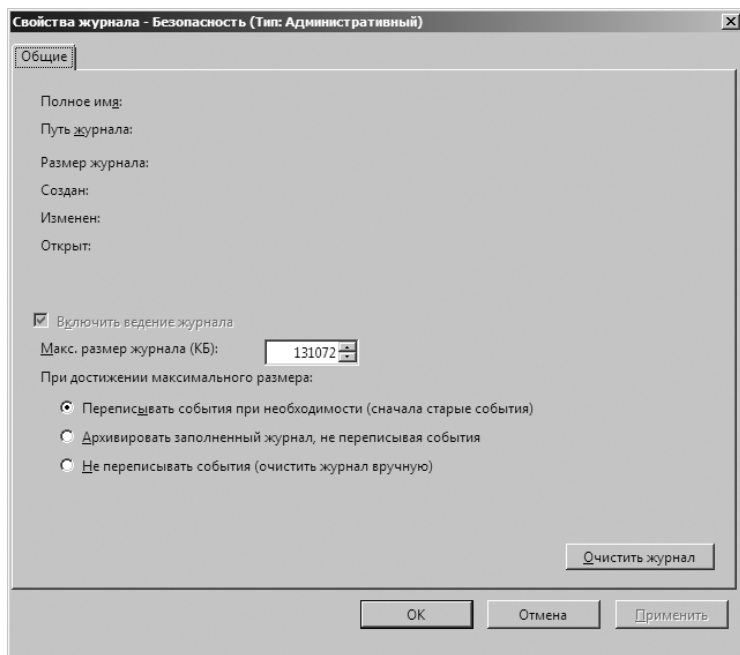 Свойства журнала - Безопасность (Тип: Административный)
Общие
Полное имя:
Путь журнала:
Размер журнала:
Создан:
Изменен:
Открыт:
Включить ведение журнала
Макс. размер журнала (КБ): 131072
При достижении максимального размера:
Переписывать события при необходимости (сначала старые события)
Архивировать заполненный журнал, не переписывая события
Не переписывать события (очистить журнал вручную)
Очистить журнал
ОК Отмена Применить